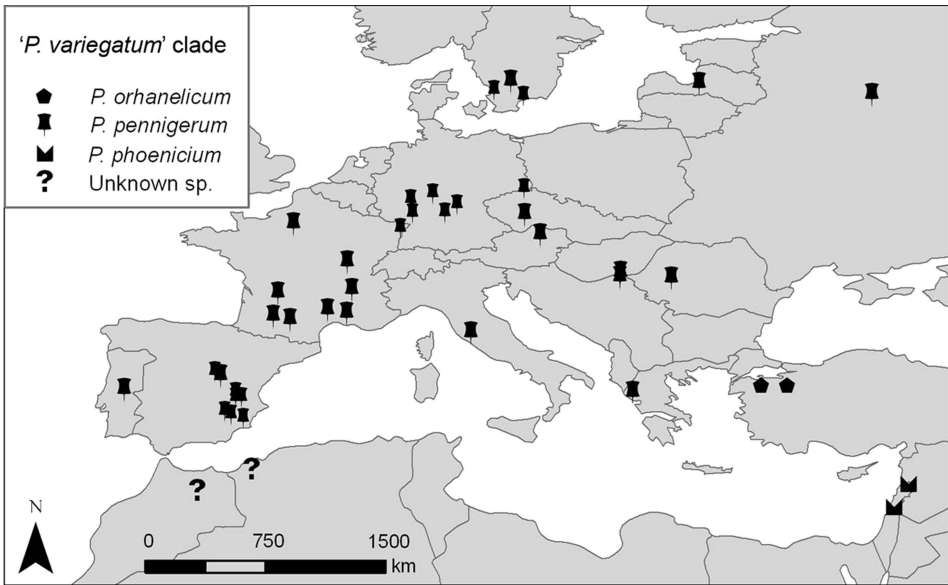 ‘P. variegatum’ clade
P. orhanelicum
P. pennigerum
P. phoenicium
? Unknown sp.
? ?
N
0 750 1500
km